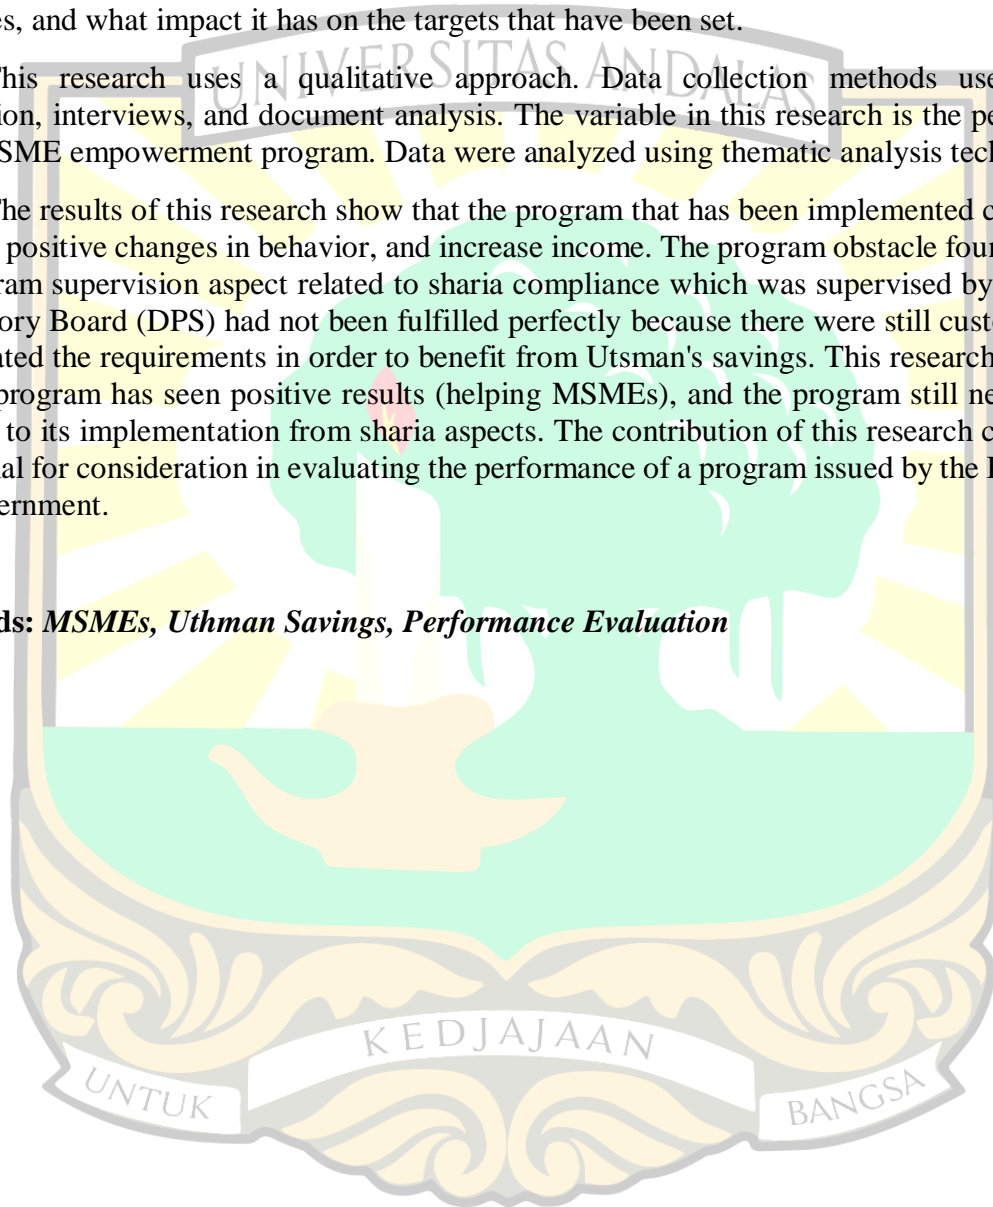 es, and what impact it has on the targets that have been set.
UNIVERSITAS ANDALAS
This research uses a qualitative approach. Data collection methods use
tion, interviews, and document analysis. The variable in this research is the pe
SME empowerment program. Data were analyzed using thematic analysis tec
The results of this research show that the program that has been implemented c
positive changes in behavior, and increase income. The program obstacle four
ram supervision aspect related to sharia compliance which was supervised by
ory Board (DPS) had not been fulfilled perfectly because there were still custo
ated the requirements in order to benefit from Utsman's savings. This research
program has seen positive results (helping MSMEs), and the program still ne
to its implementation from sharia aspects. The contribution of this research c
ial for consideration in evaluating the performance of a program issued by the
ernment.
ds: MSMEs, Uthman Savings, Performance Evaluation
KEDJAJAAN
UNTUK
BANGSA